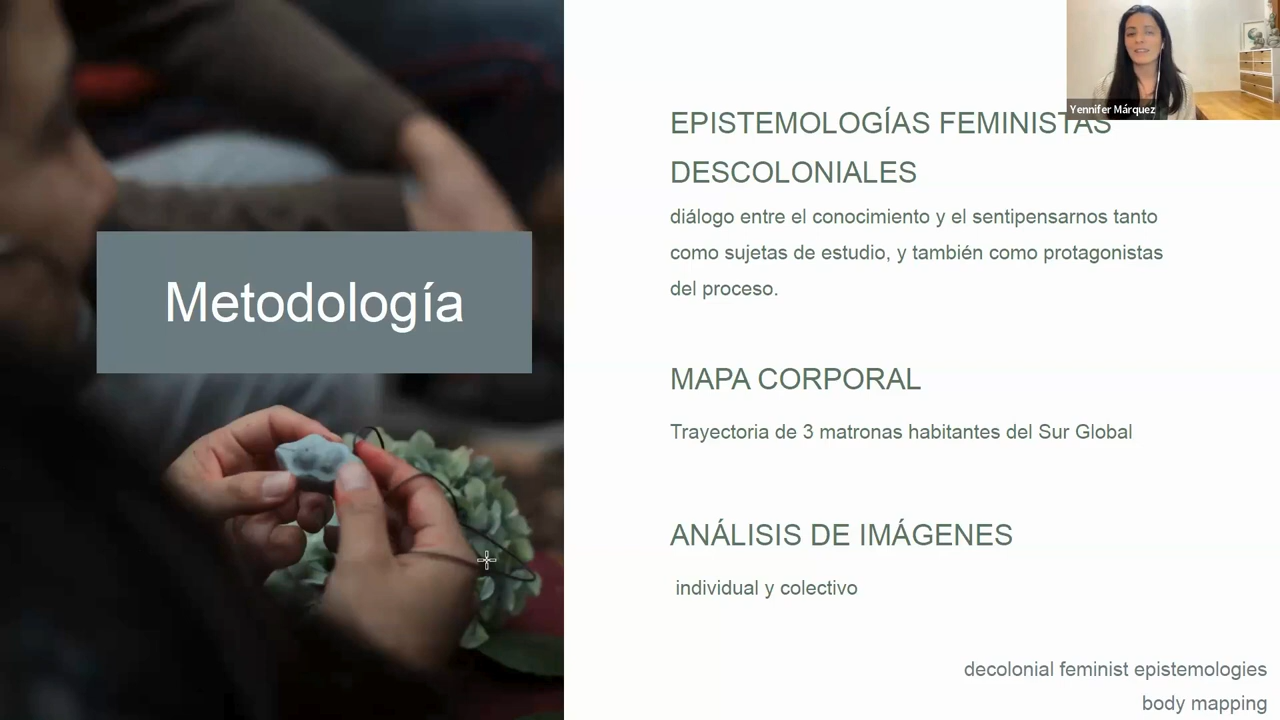 Yennifer Márquez
Metodología
EPISTEMOLOGÍAS FEMINISTAS
DESCOLONIALES
diálogo entre el conocimiento y el sentipensarnos tanto
como sujetas de estudio, y también como protagonistas
del proceso.
MAPA CORPORAL
Trayectoria de 3 matronas habitantes del Sur Global
ANÁLISIS DE IMÁGENES
individual y colectivo
decolonial feminist epistemologies
body mapping